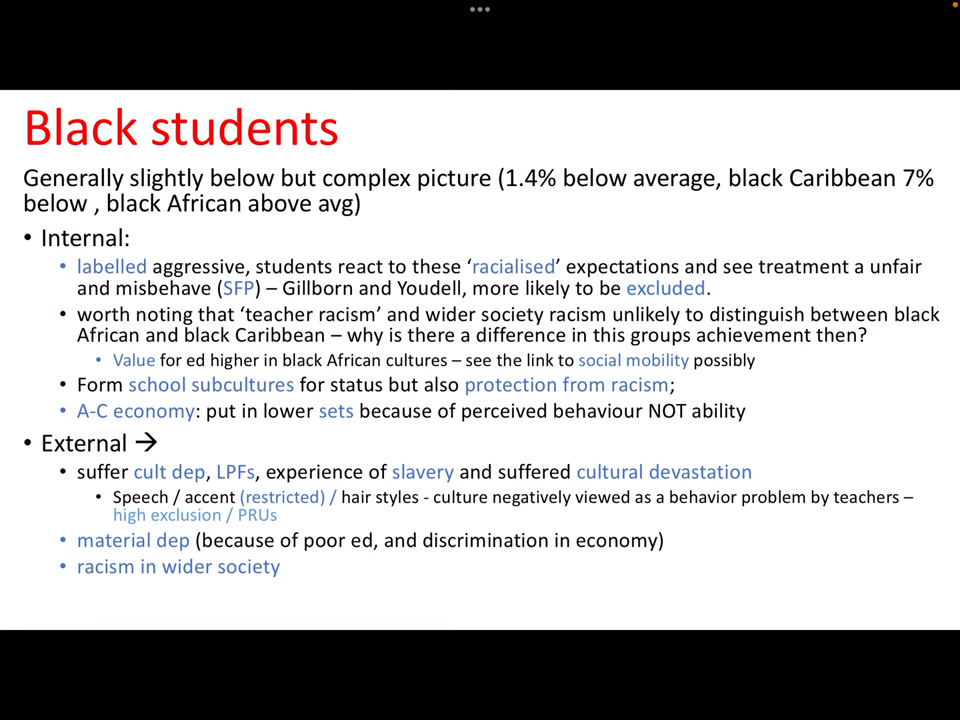 Black students
Generally slightly below but complex picture (1.4% below average, black Caribbean 7%
below , black African above avg)
• Internal:
• labelled aggressive, students react to these ‘racialised’ expectations and see treatment a unfair
and misbehave (SFP) – Gillborn and Youdell, more likely to be excluded.
• worth noting that ‘teacher racism’ and wider society racism unlikely to distinguish between black
African and black Caribbean – why is there a difference in this groups achievement then?
• Value for ed higher in black African cultures – see the link to social mobility possibly
• Form school subcultures for status but also protection from racism;
• A-C economy: put in lower sets because of perceived behaviour NOT ability
• External →
• suffer cult dep, LPFs, experience of slavery and suffered cultural devastation
• Speech / accent (restricted) / hair styles - culture negatively viewed as a behavior problem by teachers –
high exclusion / PRUs
• material dep (because of poor ed, and discrimination in economy)
• racism in wider society